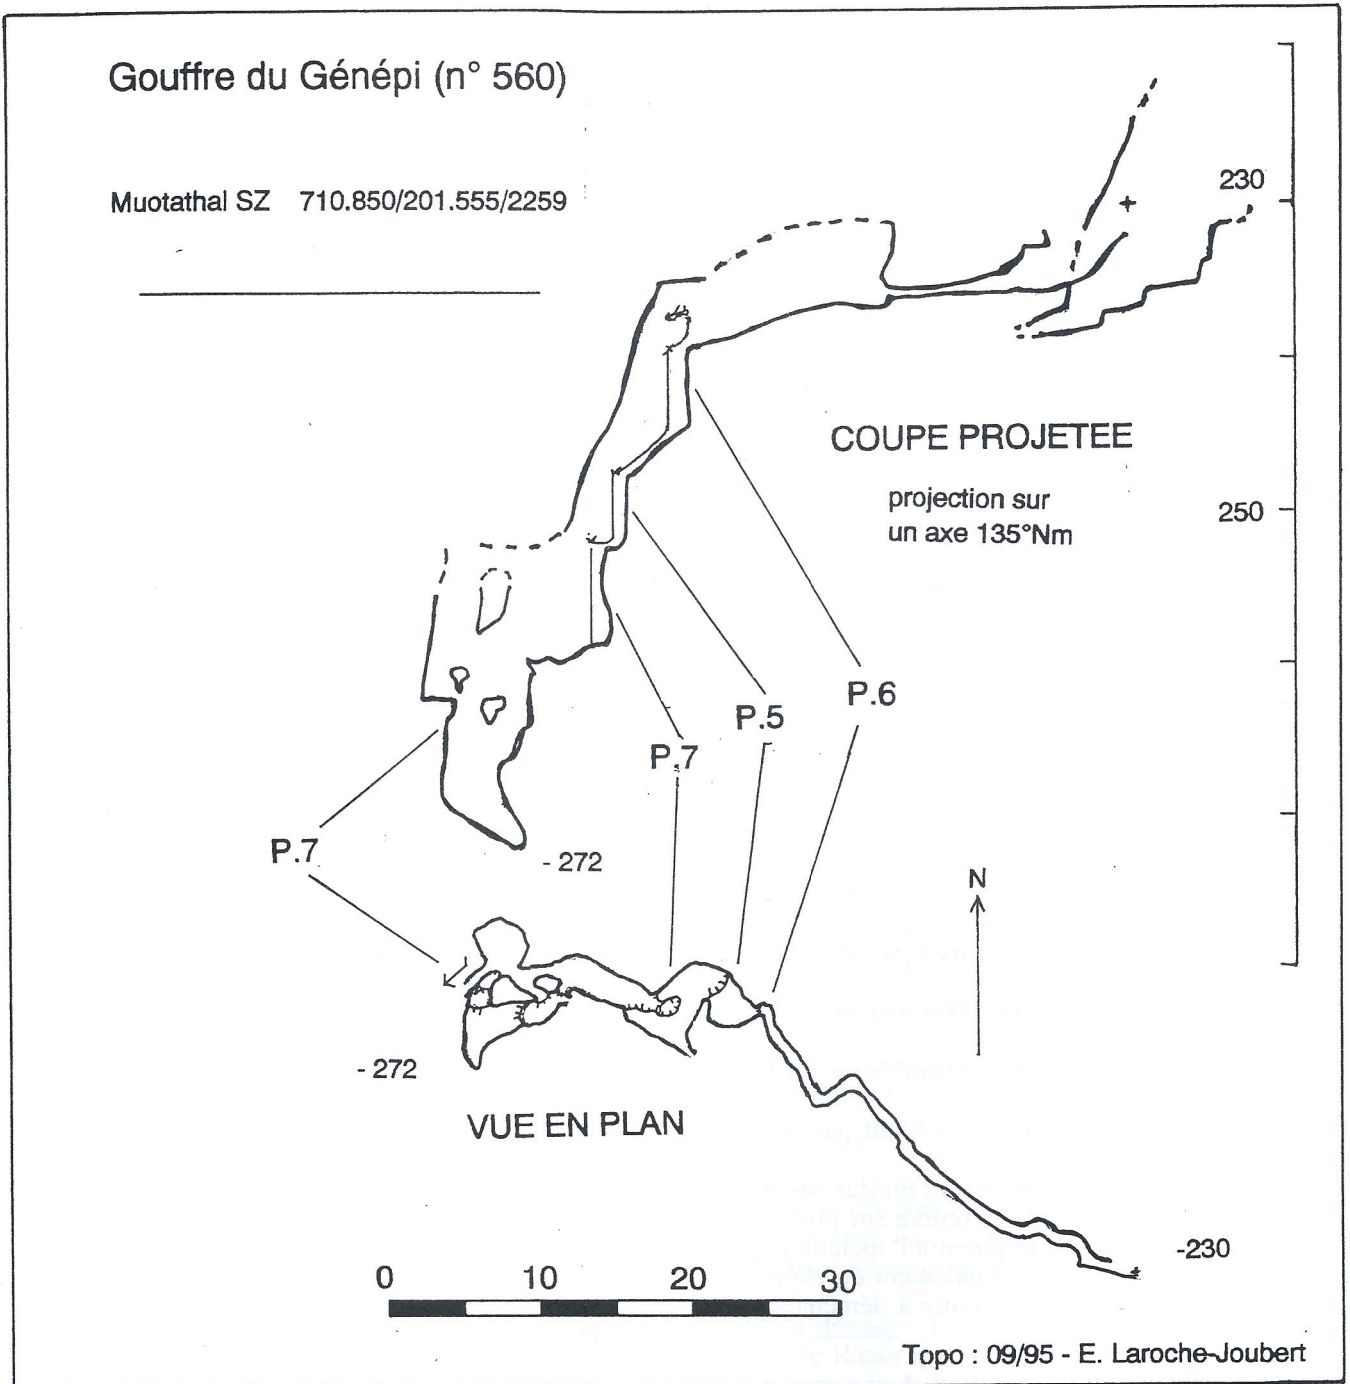 Gouffre du Génépi (n° 560)
Muotathal SZ 710.850/201.555/2259
230
COUPE PROJETEE
projection sur
un axe 135°Nm
250
P.6
P.5
P.7
P.7
- 272
N
- 272
VUE EN PLAN
-230
0 10 20 30
Topo : 09/95 - E. Laroche-Joubert